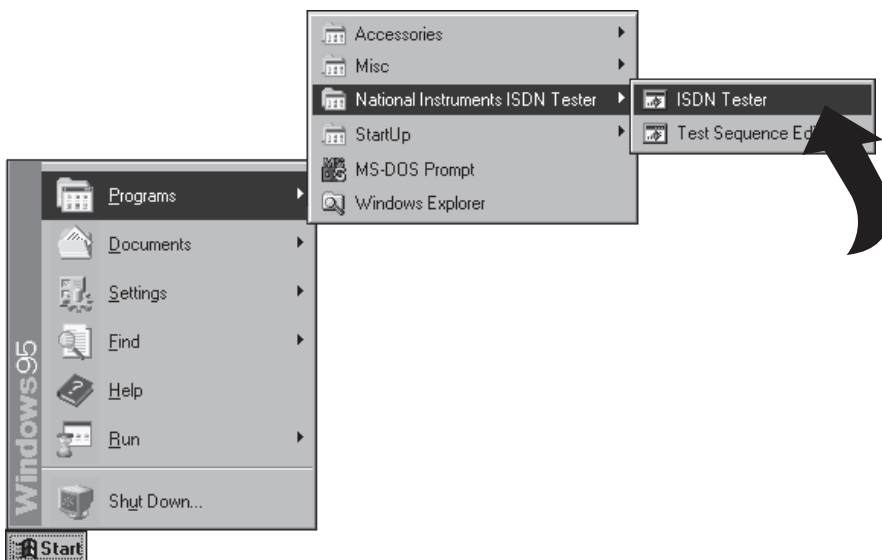 Accessories
Misc
National Instruments ISDN Tester
ISDN Tester
StartUp
Test Sequence
MS-DOS Prompt
Windows Explorer
Programs
Documents
Settings
Find
Help
Run
Shut Down...
Windows95
Start